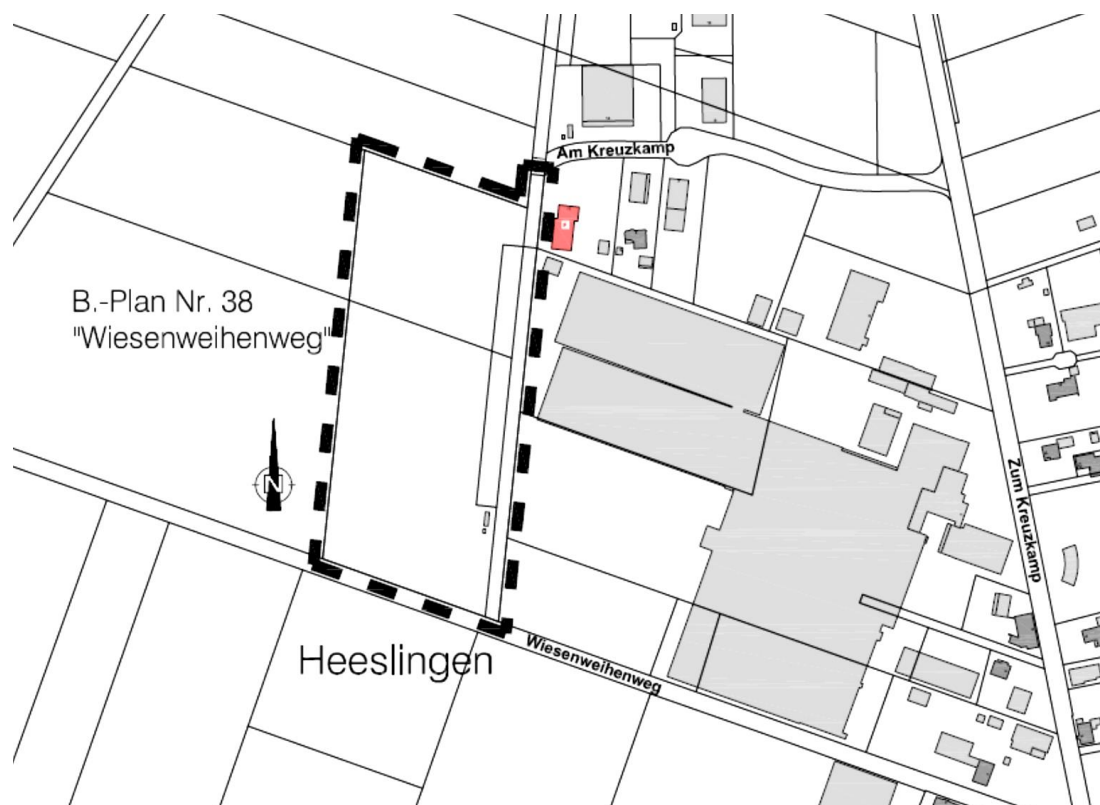 Am Kreuzkamp
B.-Plan Nr. 38
"Wiesenweihenweg"
N
Zum Kreuzkamp
Heeslingen
Wiesenweihenweg